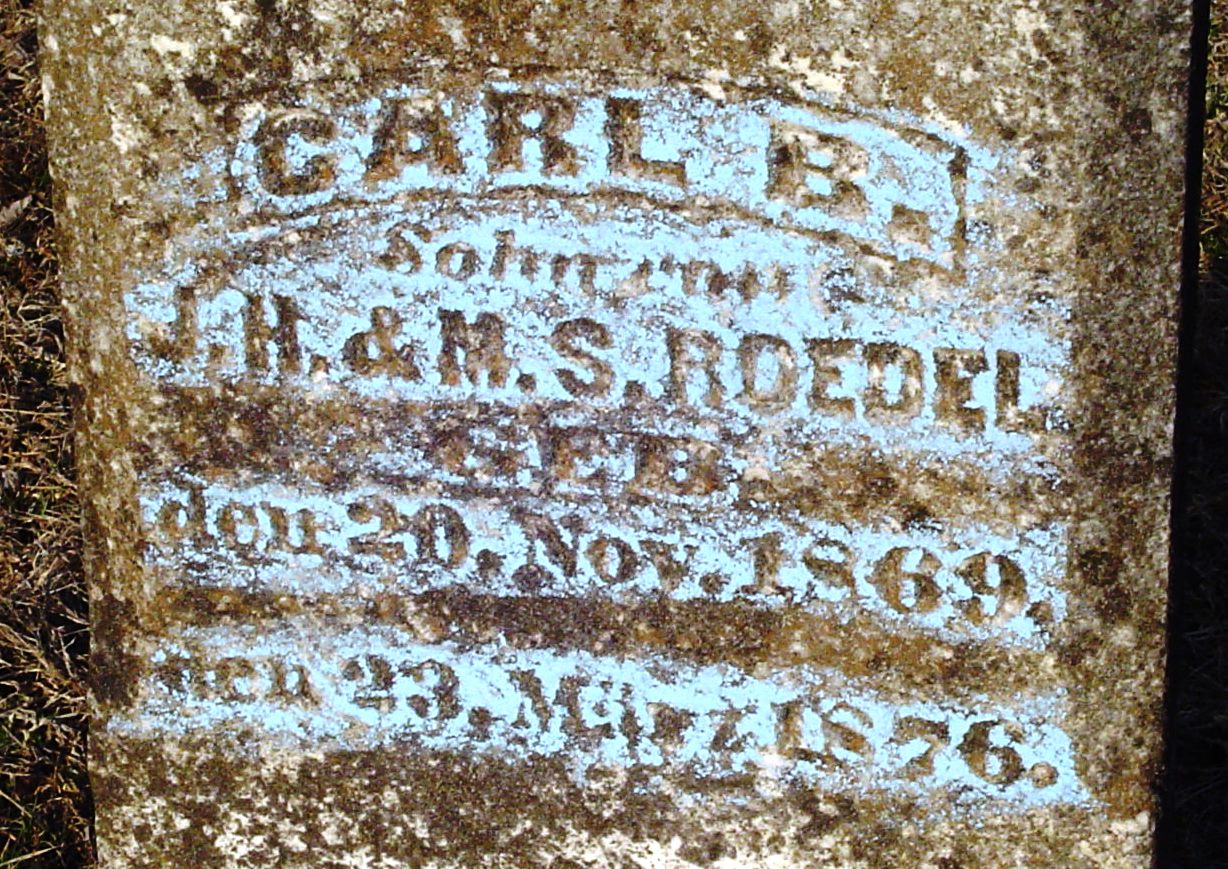 CARL B.
Sohn von
J. H. & M. S. ROEDEL
GEB.
den 20. Nov. 1869.
den 23. März 1876.